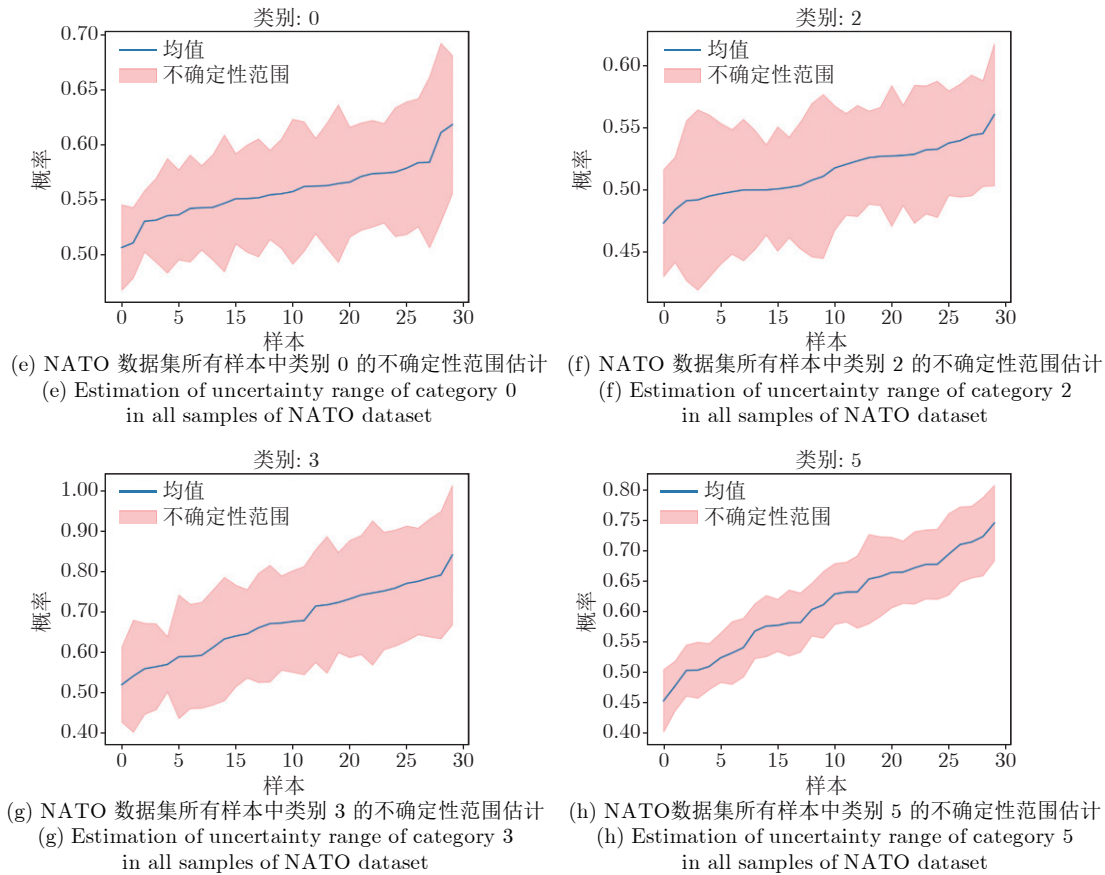 类别: 0
0.70
0.65
0.60
0.55
0.50
概率
均值
不确定性范围
0 5 15 10 20 25 30
样本
(e) NATO 数据集所有样本中类别 0 的不确定性范围估计
(e) Estimation of uncertainty range of category 0
in all samples of NATO dataset
类别: 2
0.60
0.55
0.50
0.45
概率
均值
不确定性范围
0 5 15 10 20 25 30
样本
(f) NATO 数据集所有样本中类别 2 的不确定性范围估计
(f) Estimation of uncertainty range of category 2
in all samples of NATO dataset
类别: 3
1.00
0.90
0.80
0.70
0.60
0.50
0.40
概率
均值
不确定性范围
0 5 15 10 20 25 30
样本
(g) NATO 数据集所有样本中类别 3 的不确定性范围估计
(g) Estimation of uncertainty range of category 3
in all samples of NATO dataset
类别: 5
0.80
0.75
0.70
0.65
0.60
0.55
0.50
0.45
0.40
概率
均值
不确定性范围
0 5 15 10 20 25 30
样本
(h) NATO数据集所有样本中类别 5 的不确定性范围估计
(h) Estimation of uncertainty range of category 5
in all samples of NATO dataset